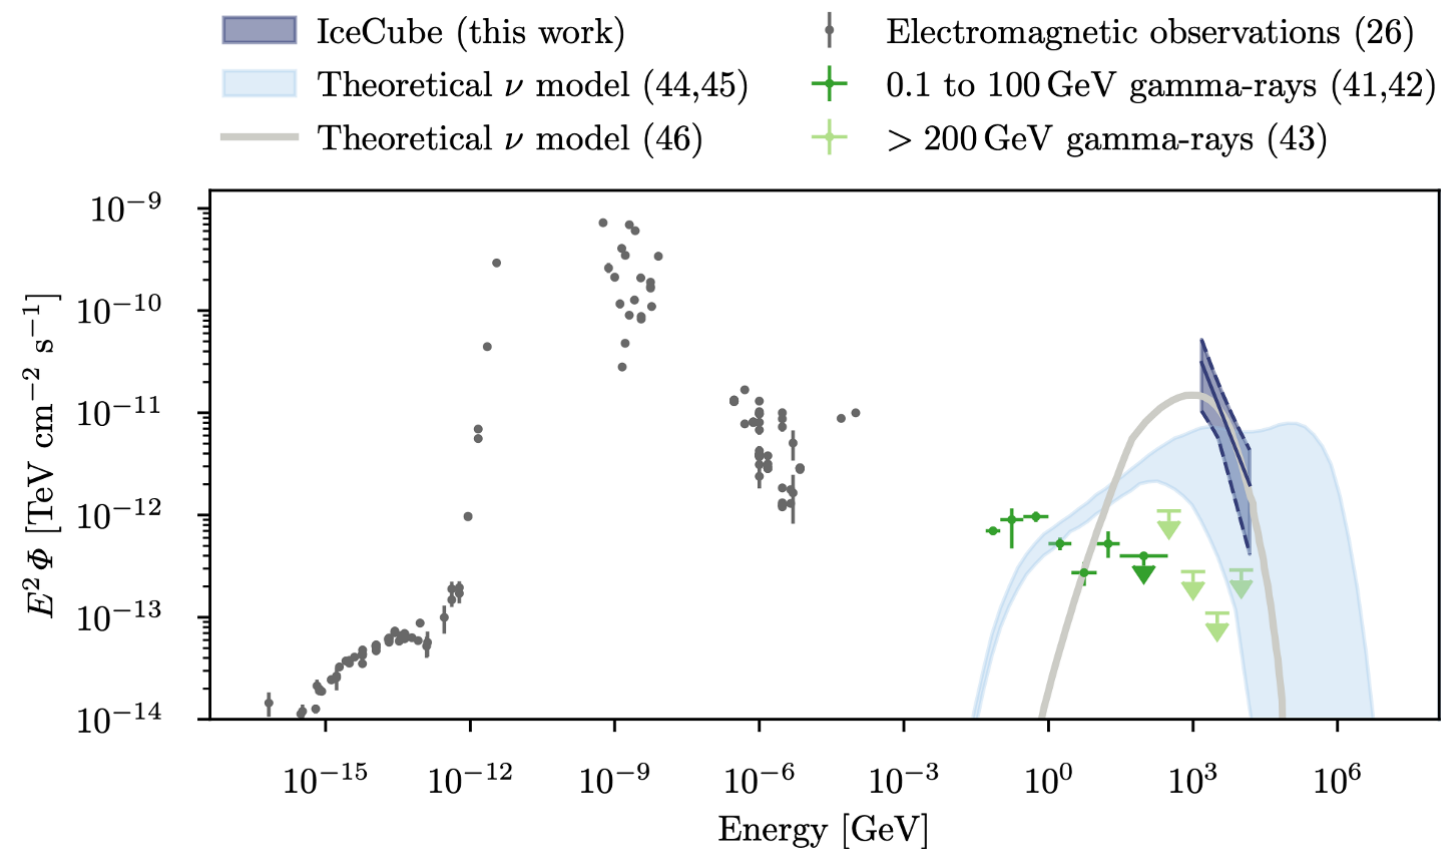 IceCube (this work)
Theoretical ν model (44,45)
Theoretical ν model (46)
Electromagnetic observations (26)
0.1 to 100 GeV gamma-rays (41,42)
> 200 GeV gamma-rays (43)
E² Φ [TeV cm⁻² s⁻¹]
10⁻⁹
10⁻¹⁰
10⁻¹¹
10⁻¹²
10⁻¹³
10⁻¹⁴
10⁻¹⁵ 10⁻¹² 10⁻⁹ 10⁻⁶ 10⁻³ 10⁰ 10³ 10⁶
Energy [GeV]